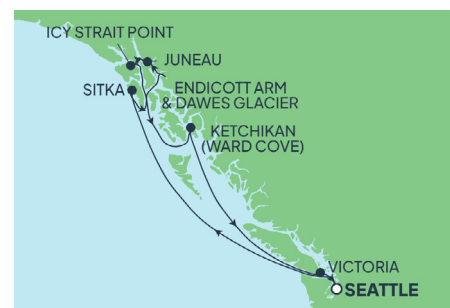 ICY STRAIT POINT
JUNEAU
SITKA
ENDICOTT ARM
& DAWES GLACIER
KETCHIKAN
(WARD COVE)
VICTORIA
SEATTLE